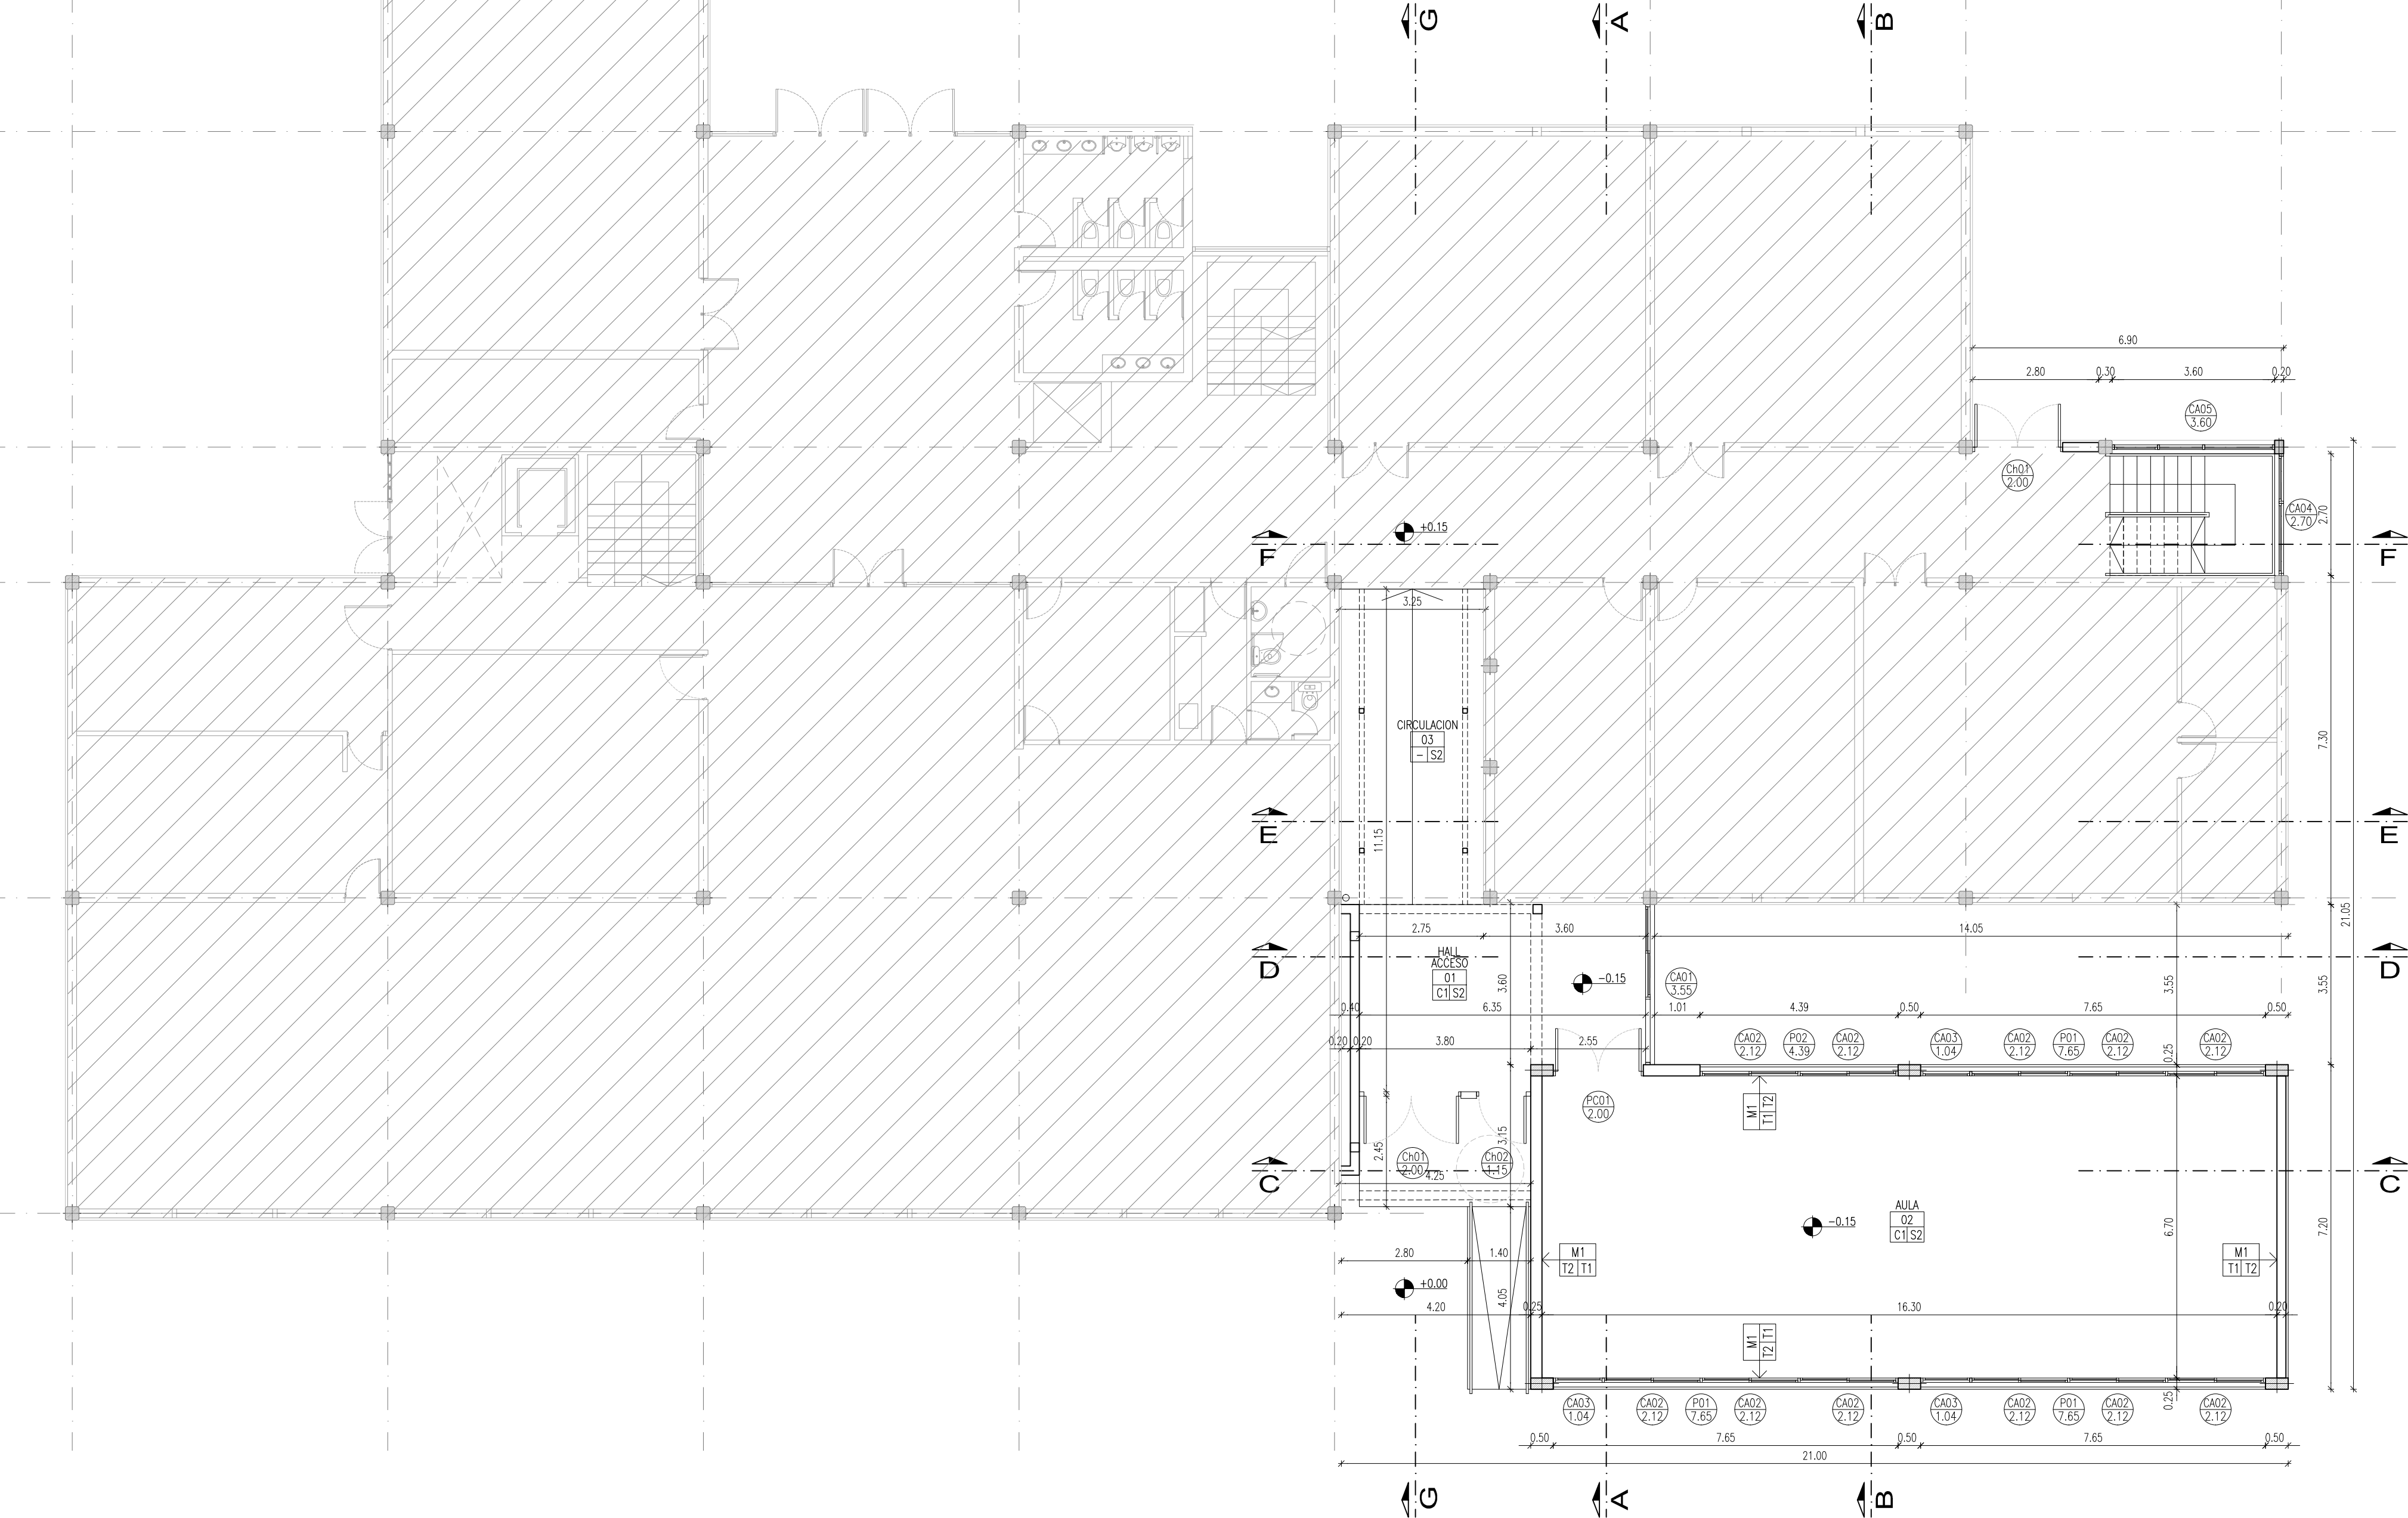 G
A
B
6.90
2.80
0.30
3.60
0.20
CA05
3.60
Ch01
2.00
CA04
2.70
2.70
+0.15
F
F
3.25
CIRCULACION
03
-
S2
7.30
11.15
E
E
21.05
2.75
3.60
14.05
HALL
ACCESO
01
C1
S2
D
D
3.60
-0.15
CA01
3.55
3.55
3.55
0.40
6.35
1.01
4.39
0.50
7.65
0.50
0.20
0.20
3.80
2.55
CA02
2.12
P02
4.39
CA02
2.12
CA03
1.04
CA02
2.12
P01
7.65
CA02
2.12
CA02
2.12
0.25
PC01
2.00
M1
T1
T2
2.45
3.15
Ch01
2.00
Ch02
1.15
C
C
4.25
AULA
02
C1
S2
-0.15
6.70
7.20
2.80
1.40
M1
T2
T1
M1
T1
T2
+0.00
4.05
4.20
0.25
16.30
0.20
M1
T2
T1
0.25
CA03
1.04
CA02
2.12
P01
7.65
CA02
2.12
CA02
2.12
CA03
1.04
CA02
2.12
P01
7.65
CA02
2.12
CA02
2.12
0.50
7.65
0.50
7.65
0.50
21.00
G
A
B